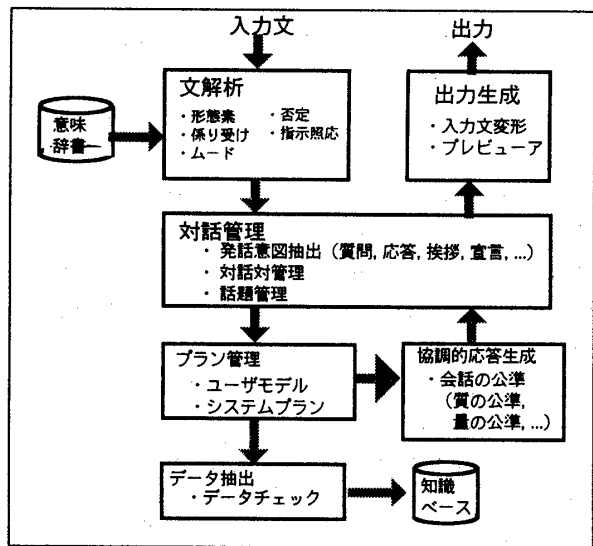 入力文
出力
文解析
・形態素 ・否定
・係り受け ・指示照応
・ムード
意味
辞書
出力生成
・入力文変形
・プレビューア
対話管理
・発話意図抽出（質問, 応答, 挨拶, 宣言, ...）
・対話対管理
・話題管理
プラン管理
・ユーザモデル
・システムプラン
協調的応答生成
・会話の公準
（質の公準,
量の公準, ...）
データ抽出
・データチェック
知識
ベース